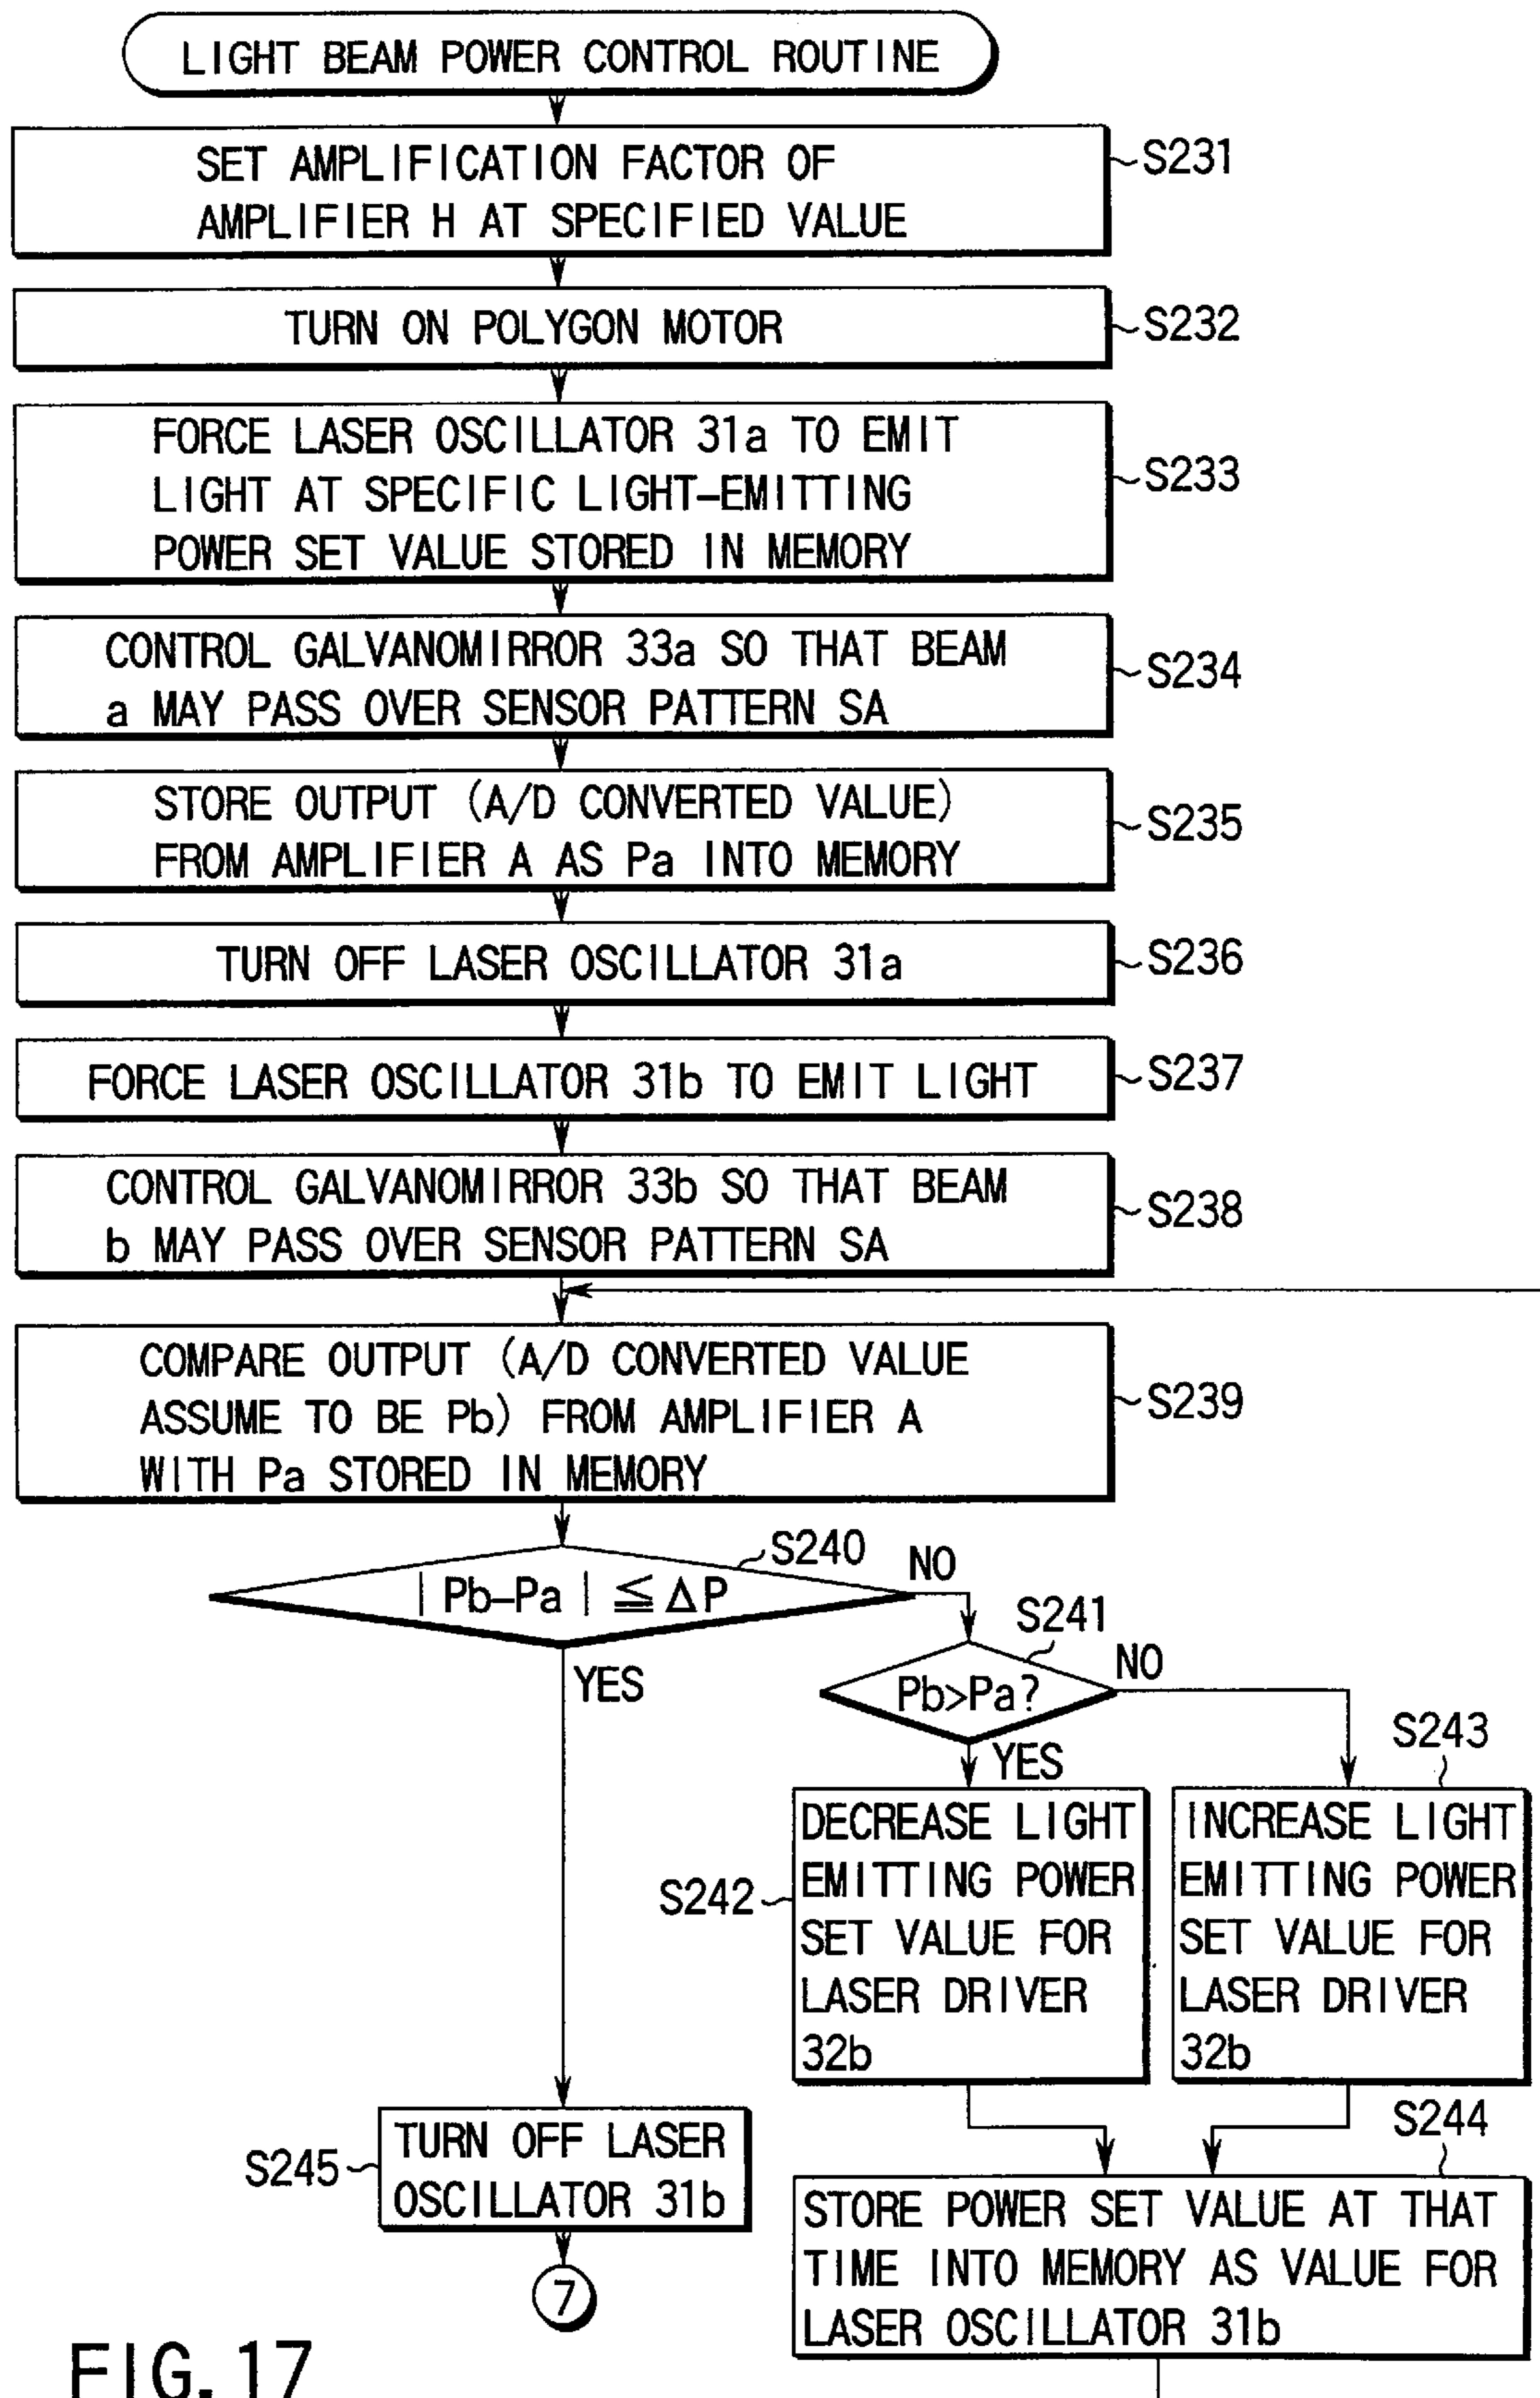 LIGHT BEAM POWER CONTROL ROUTINE
SET AMPLIFICATION FACTOR OF
AMPLIFIER H AT SPECIFIED VALUE
S231
TURN ON POLYGON MOTOR
S232
FORCE LASER OSCILLATOR 31a TO EMIT
LIGHT AT SPECIFIC LIGHT-EMITTING
POWER SET VALUE STORED IN MEMORY
S233
CONTROL GALVANOMIRROR 33a SO THAT BEAM
a MAY PASS OVER SENSOR PATTERN SA
S234
STORE OUTPUT (A/D CONVERTED VALUE)
FROM AMPLIFIER A AS Pa INTO MEMORY
S235
TURN OFF LASER OSCILLATOR 31a
S236
FORCE LASER OSCILLATOR 31b TO EMIT LIGHT
S237
CONTROL GALVANOMIRROR 33b SO THAT BEAM
b MAY PASS OVER SENSOR PATTERN SA
S238
COMPARE OUTPUT (A/D CONVERTED VALUE
ASSUME TO BE Pb) FROM AMPLIFIER A
WITH Pa STORED IN MEMORY
S239
| Pb-Pa | ≦ ΔP
S240
NO
YES
Pb>Pa?
S241
NO
YES
DECREASE LIGHT
EMITTING POWER
SET VALUE FOR
LASER DRIVER
32b
S242
INCREASE LIGHT
EMITTING POWER
SET VALUE FOR
LASER DRIVER
32b
S243
STORE POWER SET VALUE AT THAT
TIME INTO MEMORY AS VALUE FOR
LASER OSCILLATOR 31b
S244
TURN OFF LASER
OSCILLATOR 31b
S245
7
FIG. 17